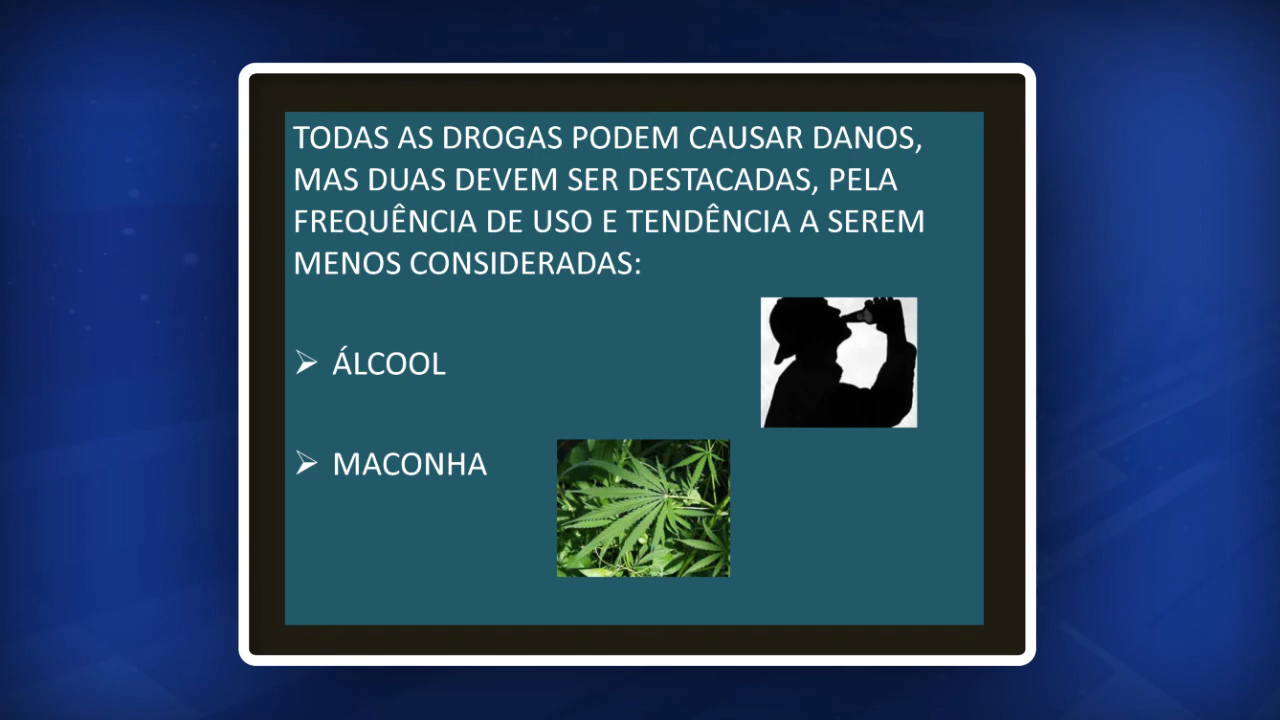 TODAS AS DROGAS PODEM CAUSAR DANOS,
MAS DUAS DEVEM SER DESTACADAS, PELA
FREQUÊNCIA DE USO E TENDÊNCIA A SEREM
MENOS CONSIDERADAS:
➢ ÁLCOOL
➢ MACONHA